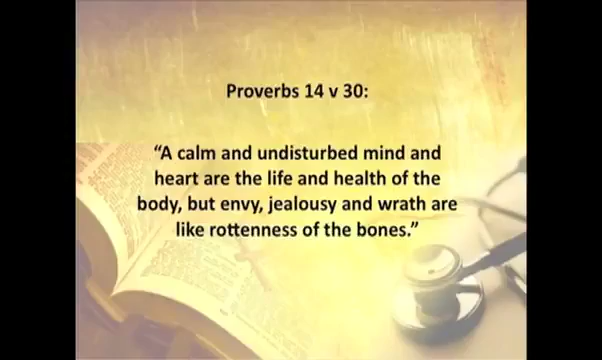 Proverbs 14 v 30:
“A calm and undisturbed mind and
heart are the life and health of the
body, but envy, jealousy and wrath are
like rottenness of the bones.”